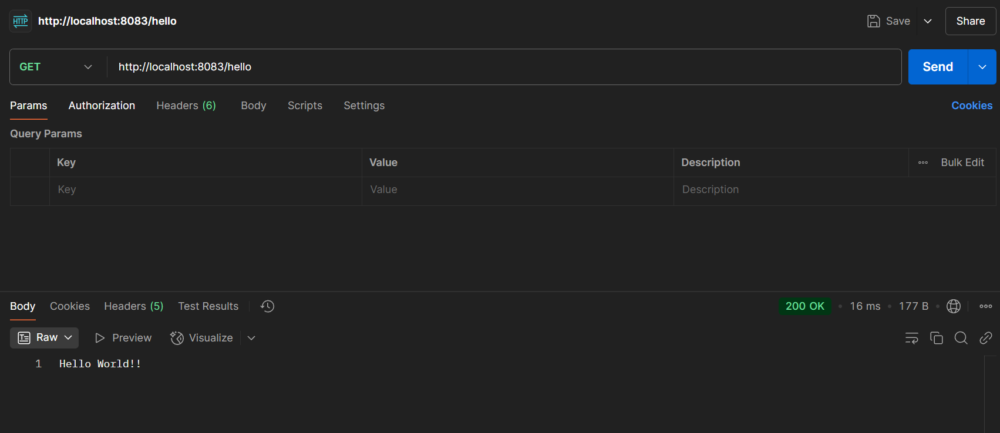 HTTP http://localhost:8083/hello Save Share
GET http://localhost:8083/hello Send
Params Authorization Headers (6) Body Scripts Settings Cookies
Query Params
Key Value Description Bulk Edit
Key Value Description
Body Cookies Headers (5) Test Results 200 OK 16 ms 177 B
Raw Preview Visualize
1 Hello World!!